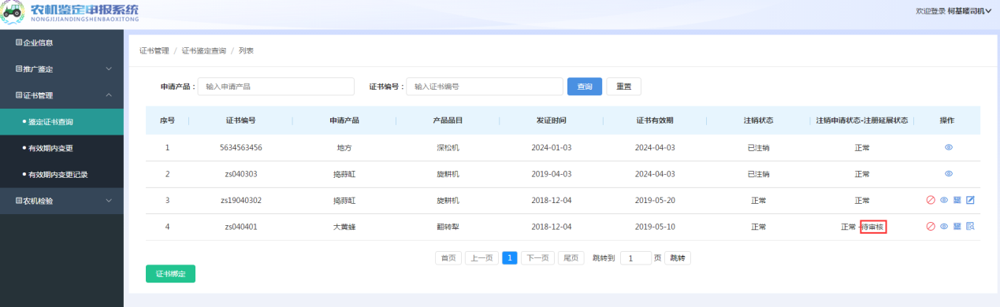 农机鉴定申报系统
NONGJIJIANDINGSHENBAOXITONG
欢迎登录 柯基暖司机
企业信息
推广鉴定
证书管理
鉴定证书查询
有效期内变更
有效期内变更记录
农机检验
证书管理 / 证书鉴定查询 / 列表
申请产品： 输入申请产品 证书编号： 输入证书编号 查询 重置
序号 证书编号 申请产品 产品品目 发证时间 证书有效期 注销状态 注销申请状态-注册延展状态 操作
1 5634563456 地方 深松机 2024-01-03 2024-04-03 已注销 正常
2 zs040303 捣蒜缸 旋耕机 2019-04-03 2024-04-03 已注销 正常
3 zs19040302 捣蒜缸 旋耕机 2018-12-04 2019-05-20 正常 正常
4 zs040401 大黄蜂 翻转犁 2018-12-04 2019-05-10 正常 正常 -待审核
首页 上一页 1 下一页 尾页 跳转到 1 页 跳转
证书绑定